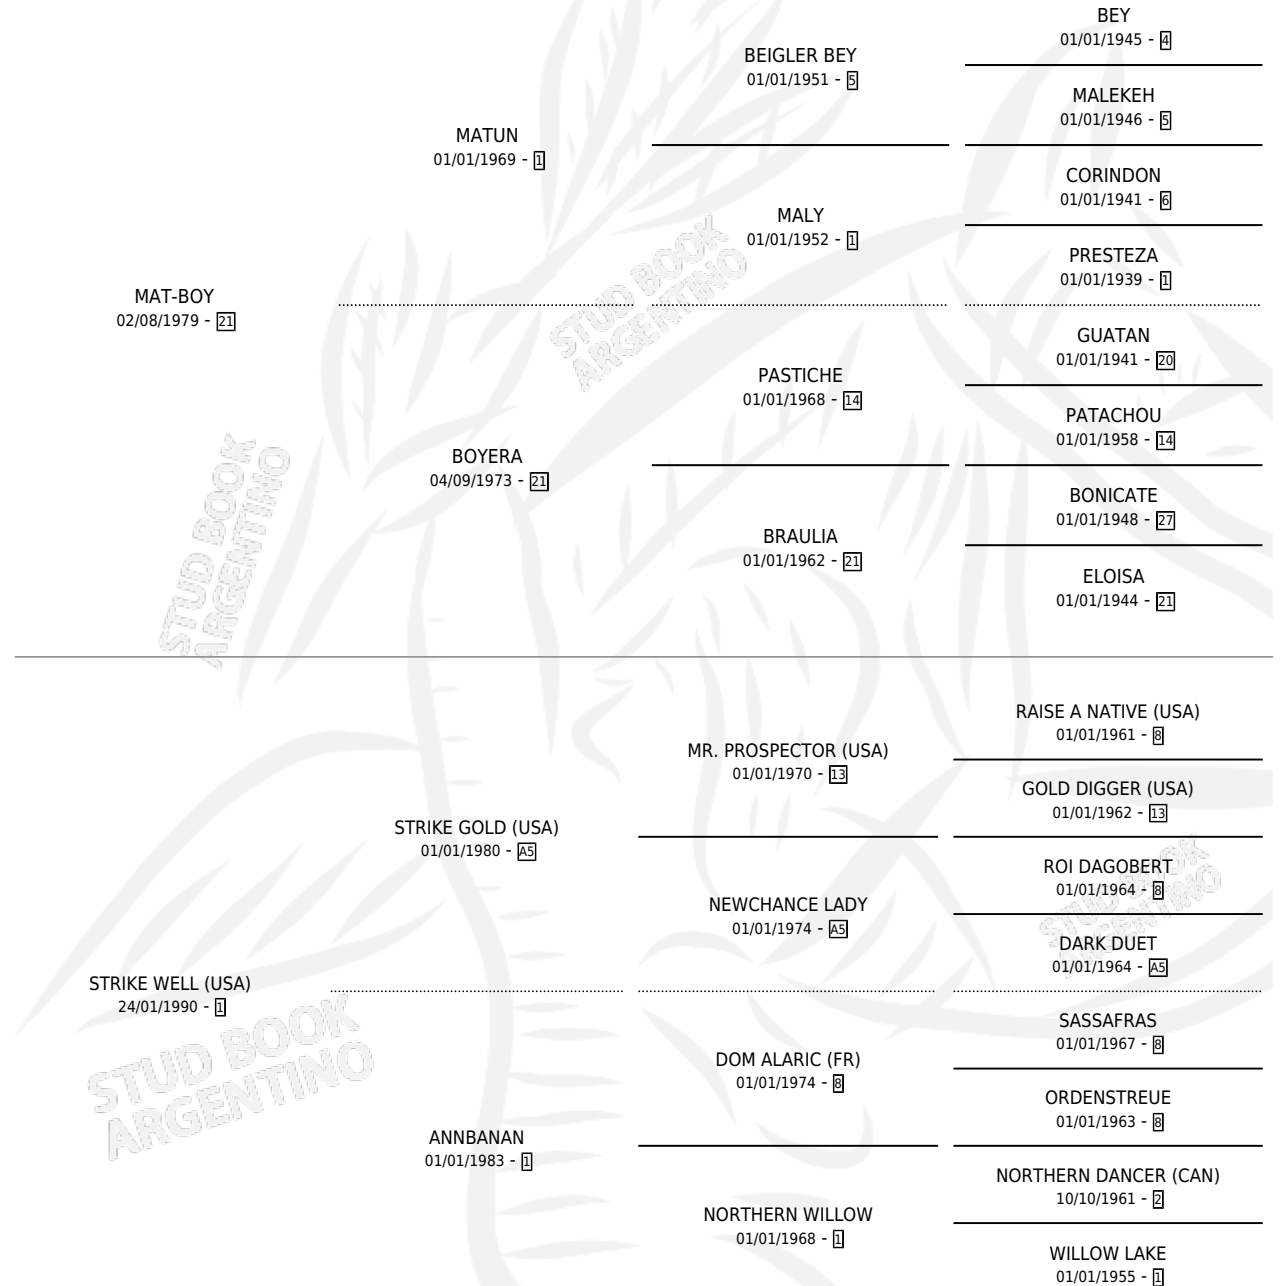 BEY
01/01/1945 - 4
BEIGLER BEY
01/01/1951 - 5
MALEKEH
01/01/1946 - 5
MATUN
01/01/1969 - 1
CORINDON
01/01/1941 - 6
MALY
01/01/1952 - 1
PRESTEZA
01/01/1939 - 1
MAT-BOY
02/08/1979 - 21
GUATAN
01/01/1941 - 20
PASTICHE
01/01/1968 - 14
PATACHOU
01/01/1958 - 14
BOYERA
04/09/1973 - 21
BONICATE
01/01/1948 - 27
BRAULIA
01/01/1962 - 21
ELOISA
01/01/1944 - 21
STUD BOOK
ARGENTINO
STUD BOOK
ARGENTINO
RAISE A NATIVE (USA)
01/01/1961 - 8
MR. PROSPECTOR (USA)
01/01/1970 - 13
GOLD DIGGER (USA)
01/01/1962 - 13
STRIKE GOLD (USA)
01/01/1980 - A5
ROI DAGOBERT
01/01/1964 - 8
NEWCHANCE LADY
01/01/1974 - A5
DARK DUET
01/01/1964 - A5
STRIKE WELL (USA)
24/01/1990 - 1
SASSAFRAS
01/01/1967 - 8
DOM ALARIC (FR)
01/01/1974 - 8
ORDENSTREUE
01/01/1963 - 8
ANNBANAN
01/01/1983 - 1
NORTHERN DANCER (CAN)
10/10/1961 - 2
NORTHERN WILLOW
01/01/1968 - 1
WILLOW LAKE
01/01/1955 - 1
STUD BOOK
ARGENTINO
STUD BOOK
ARGENTINO